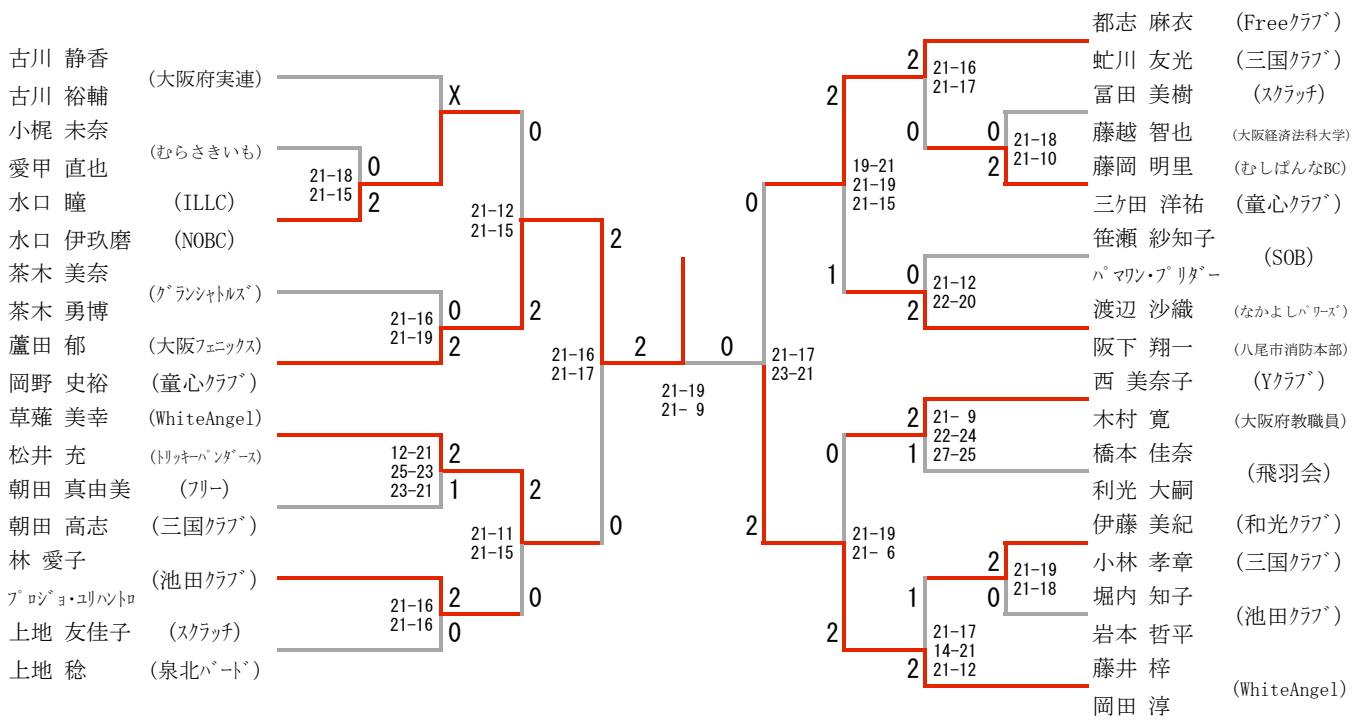 古川 静香
(大阪府実連)
古川 裕輔
小梶 未奈
(むらさきいも)
愛甲 直也
水口 瞳 (ILLC)
水口 伊玖磨 (NOBC)
茶木 美奈
(ｸﾞﾗﾝｼｬﾄﾙｽﾞ)
茶木 勇博
蘆田 郁 (大阪ﾌｪﾆｯｸｽ)
岡野 史裕 (童心ｸﾗﾌﾞ)
草薙 美幸 (WhiteAngel)
松井 充 (ﾄﾘｯｷｰﾊﾟﾝﾀﾞｰｽ)
朝田 真由美 (ﾌﾘｰ)
朝田 高志 (三国ｸﾗﾌﾞ)
林 愛子
(池田ｸﾗﾌﾞ)
ﾌﾟﾛｼﾞｮ・ﾕﾘﾊﾝﾄﾛ
上地 友佳子 (ｽｸﾗｯﾁ)
上地 稔 (泉北ﾊﾞｰﾄﾞ)
X
0
21-18
21-15
0
2
21-12
21-15
2
21-16
21-19
0
2
2
21-16
21-17
0
12-21
25-23
23-21
2
1
2
21-11
21-15
0
21-16
21-16
2
0
2
0
21-19
21- 9
0
21-17
23-21
2
2
19-21
21-19
21-15
1
2
21-16
21-17
0
0
2
21-18
21-10
0
2
21-12
22-20
0
21-19
21- 6
2
2
1
21- 9
22-24
27-25
1
21-17
14-21
21-12
2
2
0
21-19
21-18
都志 麻衣 (Freeｸﾗﾌﾞ)
虻川 友光 (三国ｸﾗﾌﾞ)
冨田 美樹 (ｽｸﾗｯﾁ)
藤越 智也 (大阪経済法科大学)
藤岡 明里 (むしぱんなBC)
三ケ田 洋祐 (童心ｸﾗﾌﾞ)
笹瀬 紗知子
(SOB)
ﾊﾟﾏﾜﾝ・ﾌﾟﾘﾀﾞｰ
渡辺 沙織 (なかよしﾊﾟﾜｰｽﾞ)
阪下 翔一 (八尾市消防本部)
西 美奈子 (Yｸﾗﾌﾞ)
木村 寛 (大阪府教職員)
橋本 佳奈
(飛羽会)
利光 大嗣
伊藤 美紀 (和光ｸﾗﾌﾞ)
小林 孝章 (三国ｸﾗﾌﾞ)
堀内 知子
(池田ｸﾗﾌﾞ)
岩本 哲平
藤井 梓
(WhiteAngel)
岡田 淳